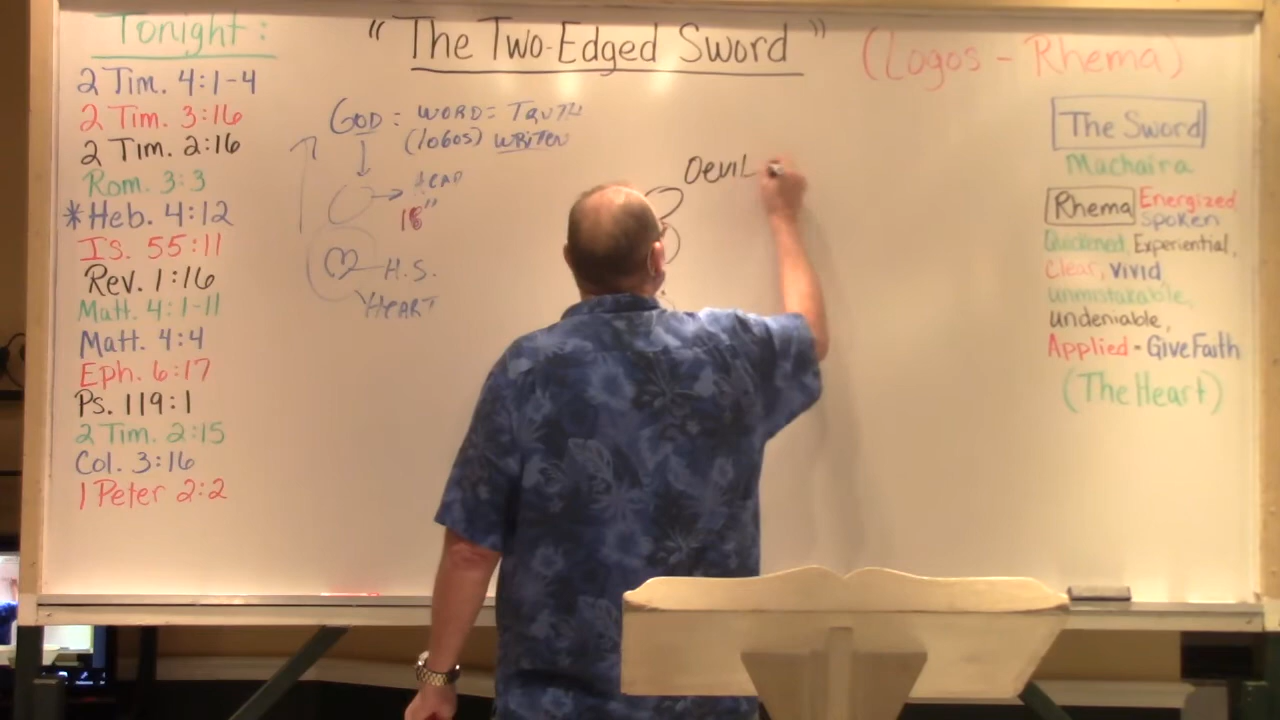 Tonight:
2 Tim. 4:1-4
2 Tim. 3:16
2 Tim. 2:16
Rom. 3:3
*Heb. 4:12
Is. 55:11
Rev. 1:16
Matt. 4:1-11
Matt. 4:4
Eph. 6:17
Ps. 119:1
2 Tim. 2:15
Col. 3:16
1 Peter 2:2
"The Two-Edged Sword"
(Logos - Rhema)
GOD: WORD = TRUTH
(logos) WRITTEN
HEAD
18"
H.S.
HEART
DeviL
The Sword
Machaira
Rhema Energized
spoken
Quickened, Experiential,
Clear, vivid,
unmistakable,
undeniable,
Applied - Give Faith
(The Heart)